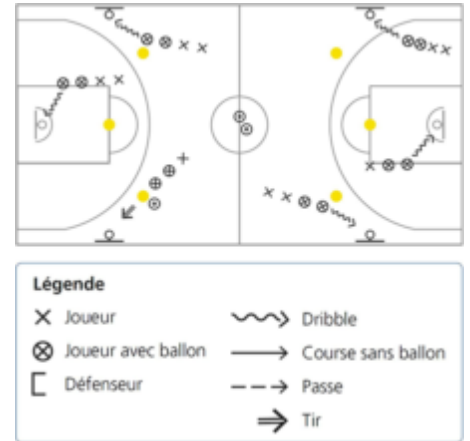 Légende
Joueur
Joueur avec ballon
Défenseur
Dribble
Course sans ballon
Passe
Tir